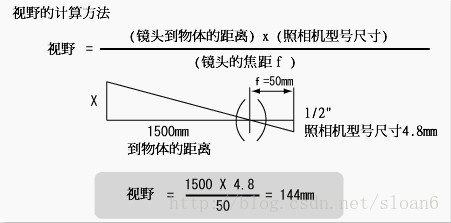 视野的计算方法
视野 = (镜头到物体的距离) x (照相机型号尺寸)
(镜头的焦距 f )
f =50mm
X
1/2"
1500mm
照相机型号尺寸4.8mm
到物体的距离
视野 = 1500 X 4.8 = 144mm
50
http://blog.csdn.net/sloan6